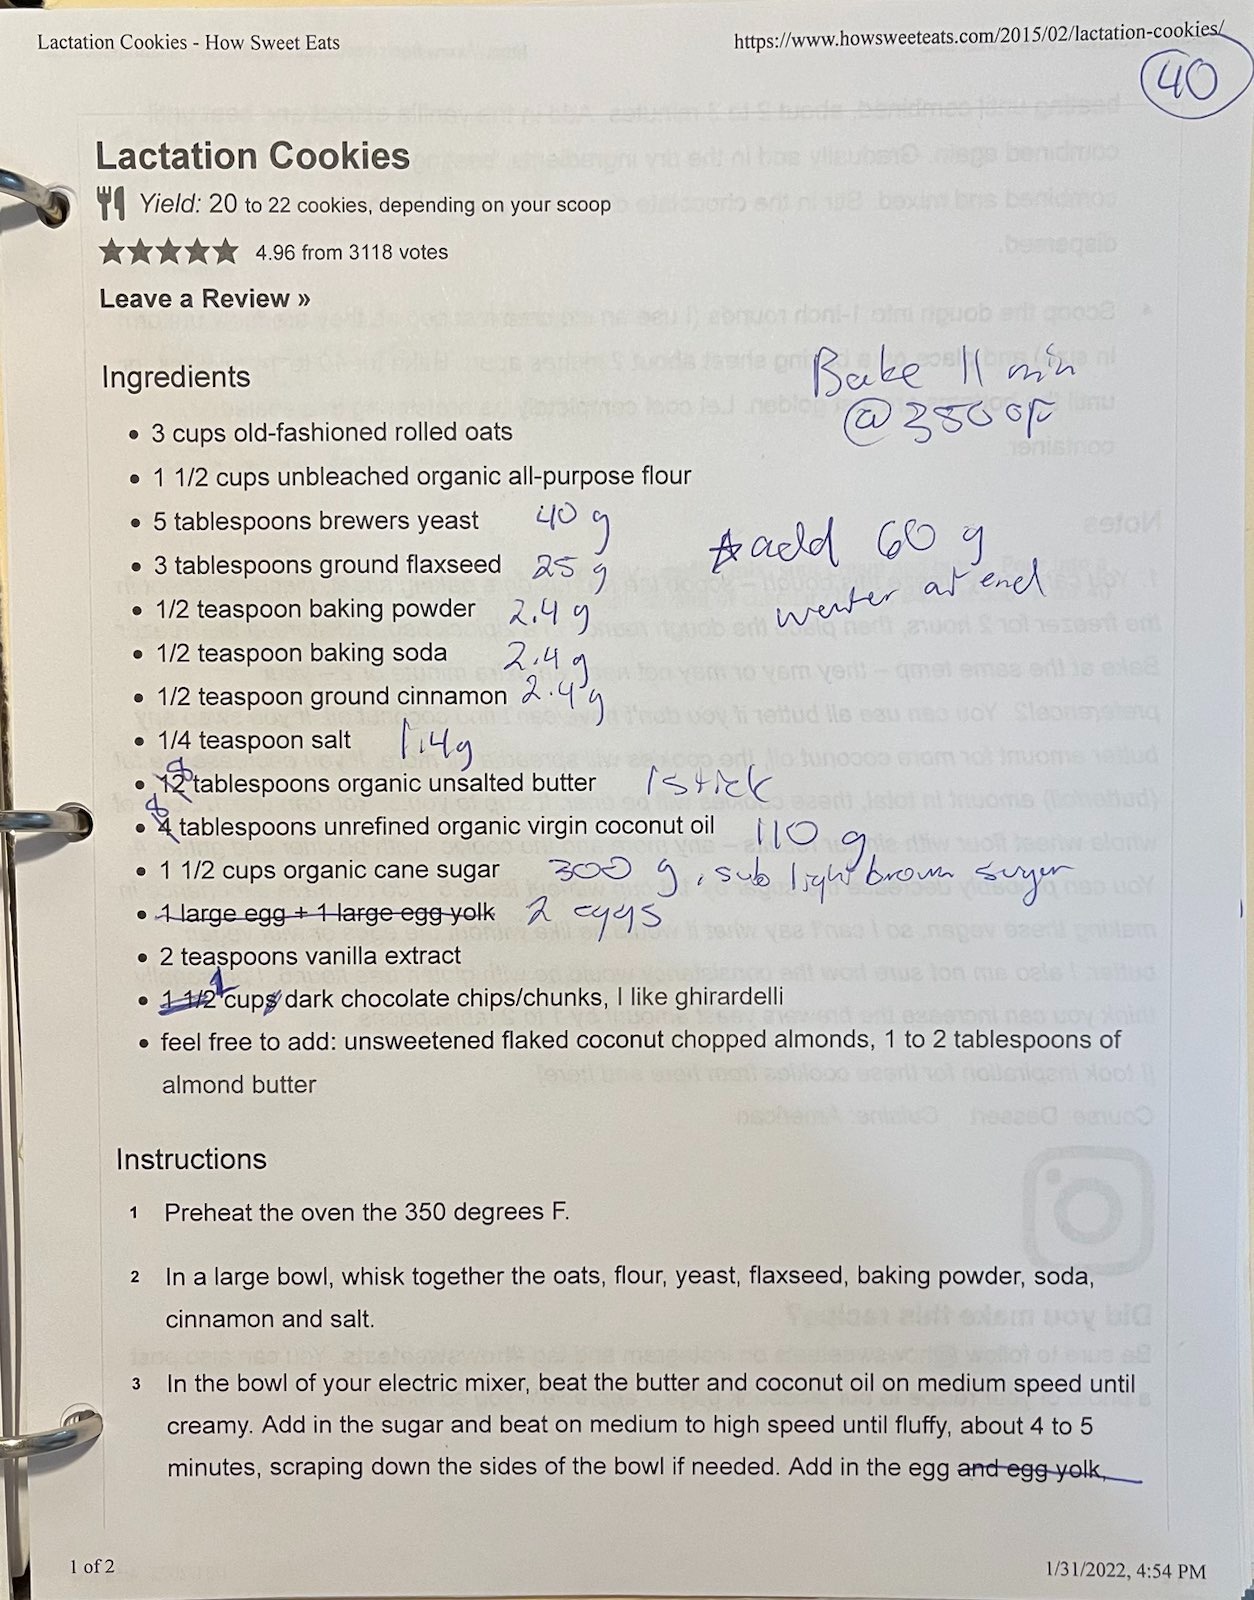 Lactation Cookies - How Sweet Eats
https://www.howsweeteats.com/2015/02/lactation-cookies/
40
Lactation Cookies
Yield: 20 to 22 cookies, depending on your scoop
4.96 from 3118 votes
Leave a Review »
Bake 11 min
@ 350 °F
Ingredients
• 3 cups old-fashioned rolled oats
• 1 1/2 cups unbleached organic all-purpose flour
• 5 tablespoons brewers yeast 40 g
☆ add 60 g
water at end
• 3 tablespoons ground flaxseed 25 g
• 1/2 teaspoon baking powder 2.4 g
• 1/2 teaspoon baking soda 2.4 g
• 1/2 teaspoon ground cinnamon 2.4 g
• 1/4 teaspoon salt 1.4g
• 12 8 tablespoons organic unsalted butter 1 stick
• 4 8 tablespoons unrefined organic virgin coconut oil 110 g
• 1 1/2 cups organic cane sugar 300 g, sub light brown sugar
• 1 large egg + 1 large egg yolk 2 eggs
• 2 teaspoons vanilla extract
• 1 1/2 1 cups dark chocolate chips/chunks, I like ghirardelli
• feel free to add: unsweetened flaked coconut chopped almonds, 1 to 2 tablespoons of
almond butter
Instructions
1 Preheat the oven the 350 degrees F.
2 In a large bowl, whisk together the oats, flour, yeast, flaxseed, baking powder, soda,
cinnamon and salt.
3 In the bowl of your electric mixer, beat the butter and coconut oil on medium speed until
creamy. Add in the sugar and beat on medium to high speed until fluffy, about 4 to 5
minutes, scraping down the sides of the bowl if needed. Add in the egg and egg yolk,
1 of 2
1/31/2022, 4:54 PM